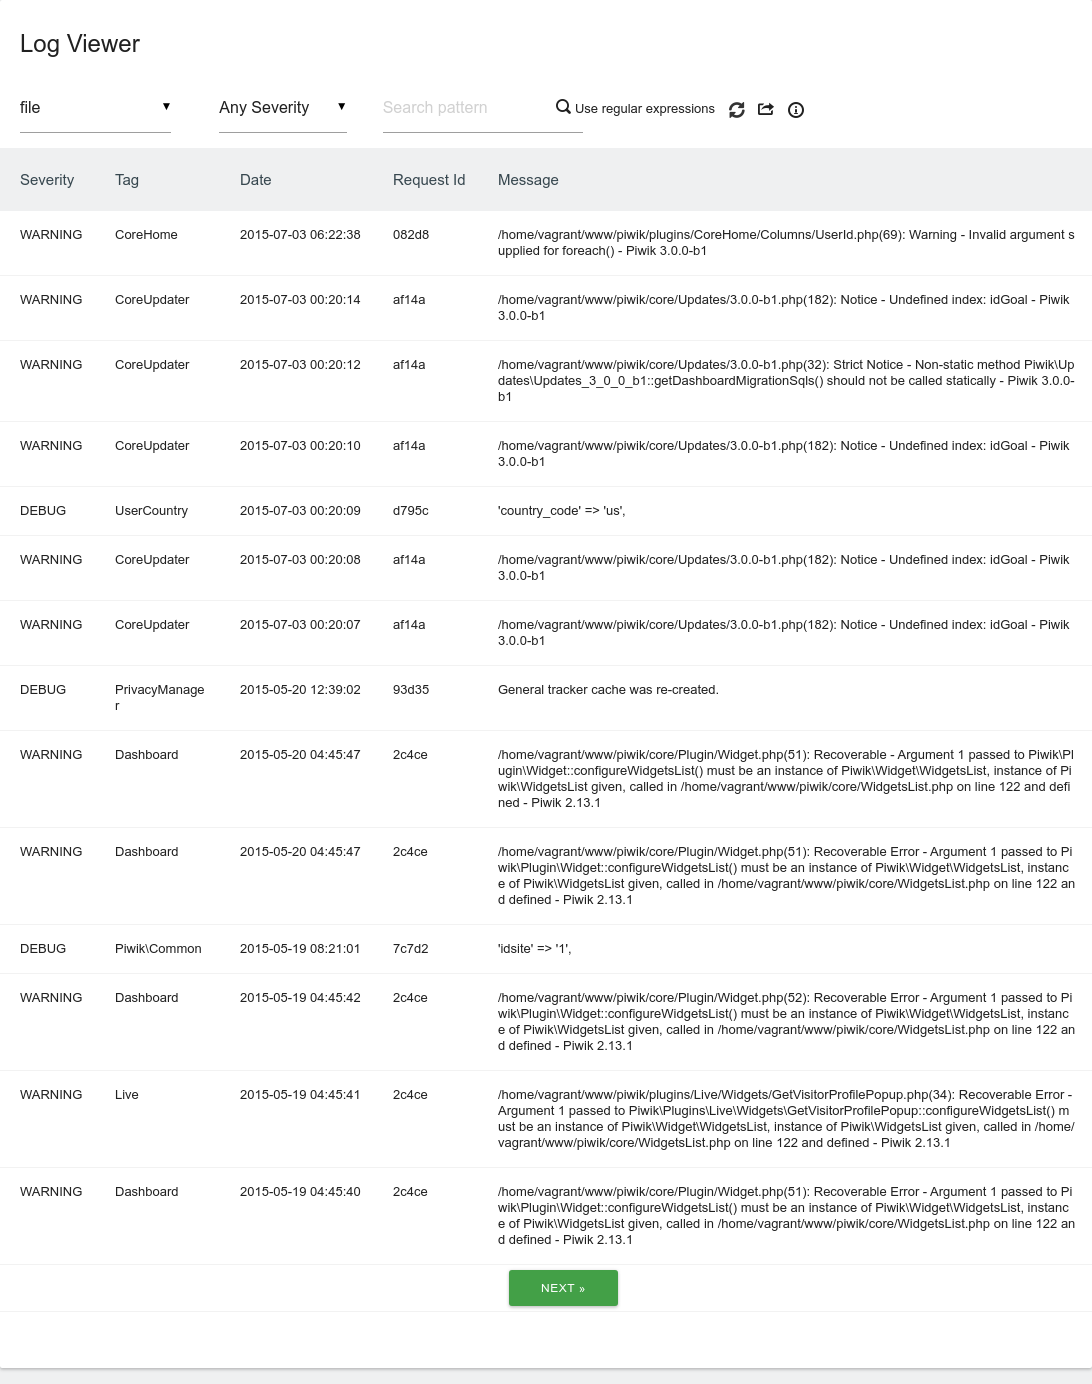 Log Viewer
file ▼ Any Severity ▼ Search pattern Use regular expressions
Severity Tag Date Request Id Message
WARNING CoreHome 2015-07-03 06:22:38 082d8 /home/vagrant/www/piwik/plugins/CoreHome/Columns/UserId.php(69): Warning - Invalid argument s
upplied for foreach() - Piwik 3.0.0-b1
WARNING CoreUpdater 2015-07-03 00:20:14 af14a /home/vagrant/www/piwik/core/Updates/3.0.0-b1.php(182): Notice - Undefined index: idGoal - Piwik
3.0.0-b1
WARNING CoreUpdater 2015-07-03 00:20:12 af14a /home/vagrant/www/piwik/core/Updates/3.0.0-b1.php(32): Strict Notice - Non-static method Piwik\Up
dates\Updates_3_0_0_b1::getDashboardMigrationSqls() should not be called statically - Piwik 3.0.0-
b1
WARNING CoreUpdater 2015-07-03 00:20:10 af14a /home/vagrant/www/piwik/core/Updates/3.0.0-b1.php(182): Notice - Undefined index: idGoal - Piwik
3.0.0-b1
DEBUG UserCountry 2015-07-03 00:20:09 d795c 'country_code' => 'us',
WARNING CoreUpdater 2015-07-03 00:20:08 af14a /home/vagrant/www/piwik/core/Updates/3.0.0-b1.php(182): Notice - Undefined index: idGoal - Piwik
3.0.0-b1
WARNING CoreUpdater 2015-07-03 00:20:07 af14a /home/vagrant/www/piwik/core/Updates/3.0.0-b1.php(182): Notice - Undefined index: idGoal - Piwik
3.0.0-b1
DEBUG PrivacyManage 2015-05-20 12:39:02 93d35 General tracker cache was re-created.
r
WARNING Dashboard 2015-05-20 04:45:47 2c4ce /home/vagrant/www/piwik/core/Plugin/Widget.php(51): Recoverable - Argument 1 passed to Piwik\Pl
ugin\Widget::configureWidgetsList() must be an instance of Piwik\Widget\WidgetsList, instance of Pi
wik\WidgetsList given, called in /home/vagrant/www/piwik/core/WidgetsList.php on line 122 and defi
ned - Piwik 2.13.1
WARNING Dashboard 2015-05-20 04:45:47 2c4ce /home/vagrant/www/piwik/core/Plugin/Widget.php(51): Recoverable Error - Argument 1 passed to Pi
wik\Plugin\Widget::configureWidgetsList() must be an instance of Piwik\Widget\WidgetsList, instanc
e of Piwik\WidgetsList given, called in /home/vagrant/www/piwik/core/WidgetsList.php on line 122 an
d defined - Piwik 2.13.1
DEBUG Piwik\Common 2015-05-19 08:21:01 7c7d2 'idsite' => '1',
WARNING Dashboard 2015-05-19 04:45:42 2c4ce /home/vagrant/www/piwik/core/Plugin/Widget.php(52): Recoverable Error - Argument 1 passed to Pi
wik\Plugin\Widget::configureWidgetsList() must be an instance of Piwik\Widget\WidgetsList, instanc
e of Piwik\WidgetsList given, called in /home/vagrant/www/piwik/core/WidgetsList.php on line 122 an
d defined - Piwik 2.13.1
WARNING Live 2015-05-19 04:45:41 2c4ce /home/vagrant/www/piwik/plugins/Live/Widgets/GetVisitorProfilePopup.php(34): Recoverable Error -
Argument 1 passed to Piwik\Plugins\Live\Widgets\GetVisitorProfilePopup::configureWidgetsList() m
ust be an instance of Piwik\Widget\WidgetsList, instance of Piwik\WidgetsList given, called in /home/
vagrant/www/piwik/core/WidgetsList.php on line 122 and defined - Piwik 2.13.1
WARNING Dashboard 2015-05-19 04:45:40 2c4ce /home/vagrant/www/piwik/core/Plugin/Widget.php(51): Recoverable Error - Argument 1 passed to Pi
wik\Plugin\Widget::configureWidgetsList() must be an instance of Piwik\Widget\WidgetsList, instanc
e of Piwik\WidgetsList given, called in /home/vagrant/www/piwik/core/WidgetsList.php on line 122 an
d defined - Piwik 2.13.1
NEXT »